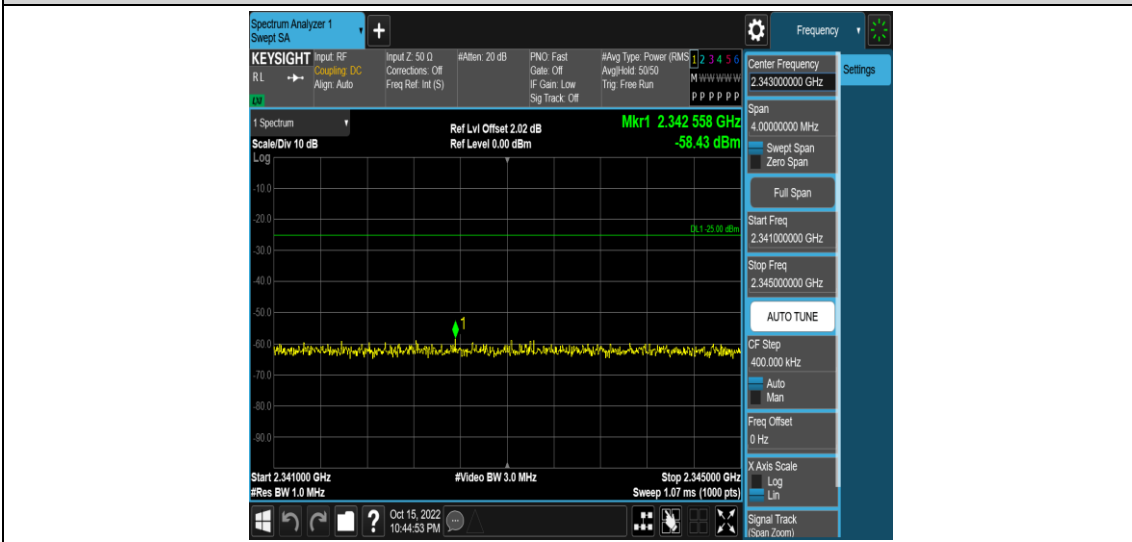 Spectrum Analyzer 1
Swept SA
+
Frequency
KEYSIGHT
RL
LXI
Input: RF
Coupling: DC
Align: Auto
Input Z: 50 Ω
Corrections: Off
Freq Ref: Int (S)
#Atten: 20 dB
PNO: Fast
Gate: Off
IF Gain: Low
Sig Track: Off
#Avg Type: Power (RMS
Avg|Hold: 50/50
Trig: Free Run
1 2 3 4 5 6
M W W W W W
P P P P P P
1 Spectrum
Scale/Div 10 dB
Log
Ref Lvl Offset 2.02 dB
Ref Level 0.00 dBm
Mkr1 2.342 558 GHz
-58.43 dBm
-10.0
-20.0
DL1 -25.00 dBm
-30.0
-40.0
-50.0
1
-60.0
-70.0
-80.0
-90.0
Start 2.341000 GHz
#Res BW 1.0 MHz
#Video BW 3.0 MHz
Stop 2.345000 GHz
Sweep 1.07 ms (1000 pts)
?
Oct 15, 2022
10:44:53 PM
Center Frequency
2.343000000 GHz
Settings
Span
4.00000000 MHz
Swept Span
Zero Span
Full Span
Start Freq
2.341000000 GHz
Stop Freq
2.345000000 GHz
AUTO TUNE
CF Step
400.000 kHz
Auto
Man
Freq Offset
0 Hz
X Axis Scale
Log
Lin
Signal Track
(Span Zoom)